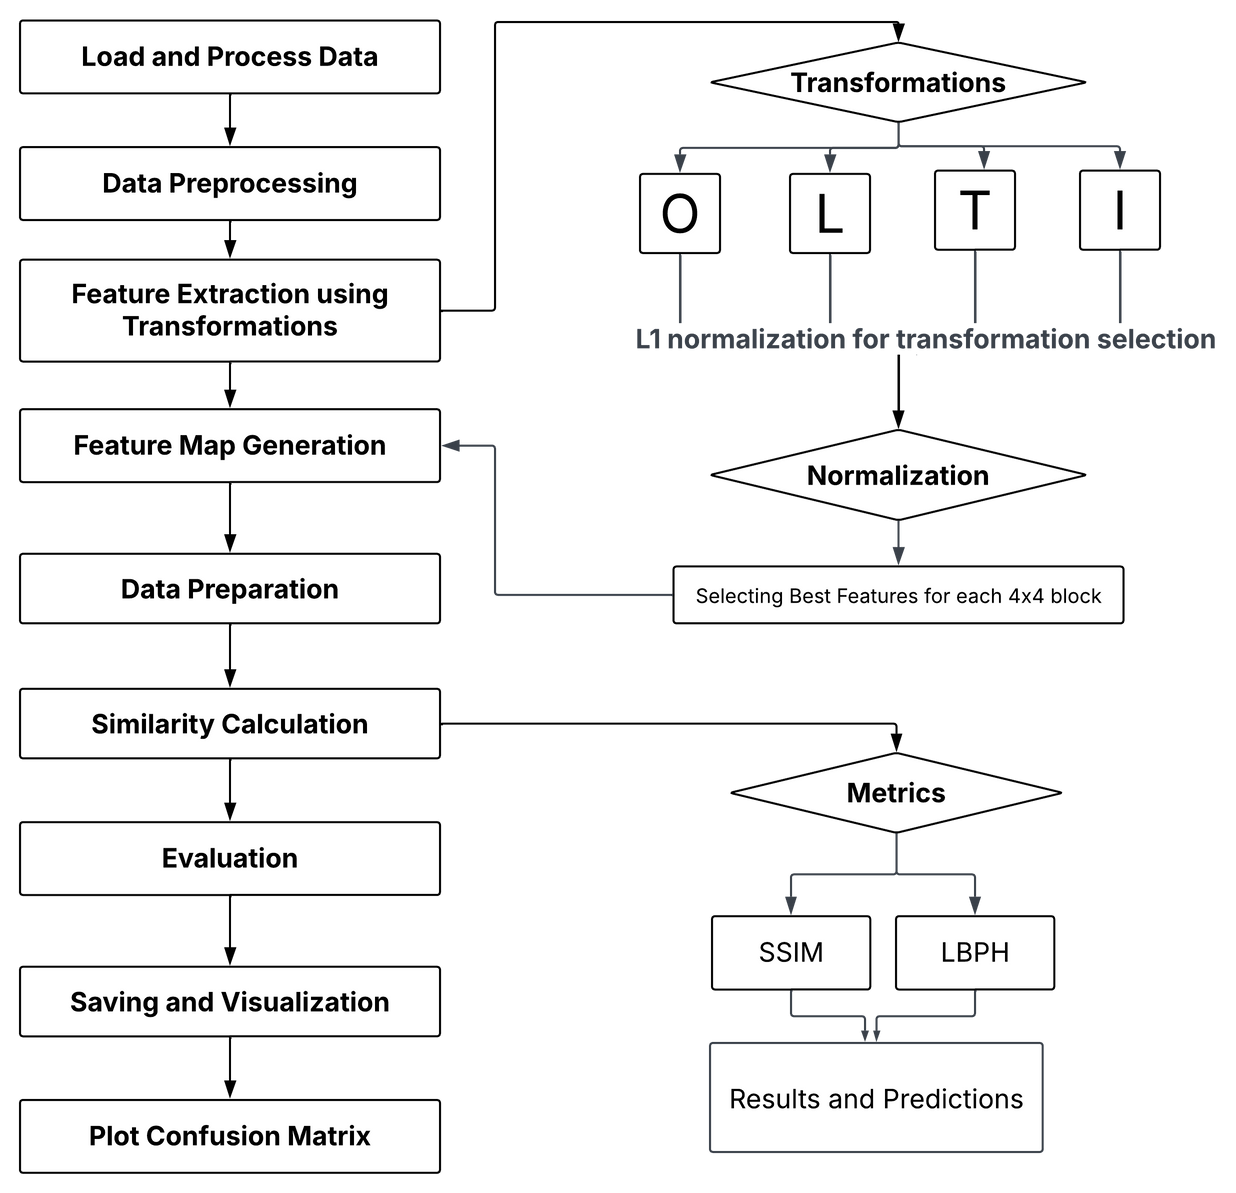 Load and Process Data
Data Preprocessing
Feature Extraction using
Transformations
Feature Map Generation
Data Preparation
Similarity Calculation
Evaluation
Saving and Visualization
Plot Confusion Matrix
Transformations
O
L
T
I
L1 normalization for transformation selection
Normalization
Selecting Best Features for each 4x4 block
Metrics
SSIM
LBPH
Results and Predictions